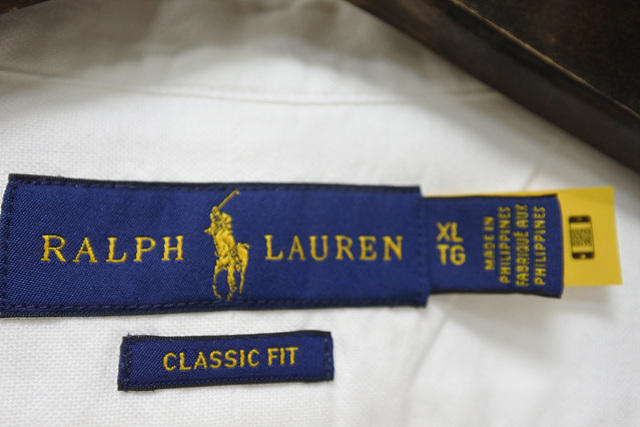 RALPH LAUREN
XL
TG
MADE IN
PHILIPPINES
FABRIQUÉ AUX
PHILIPPINES
CLASSIC FIT